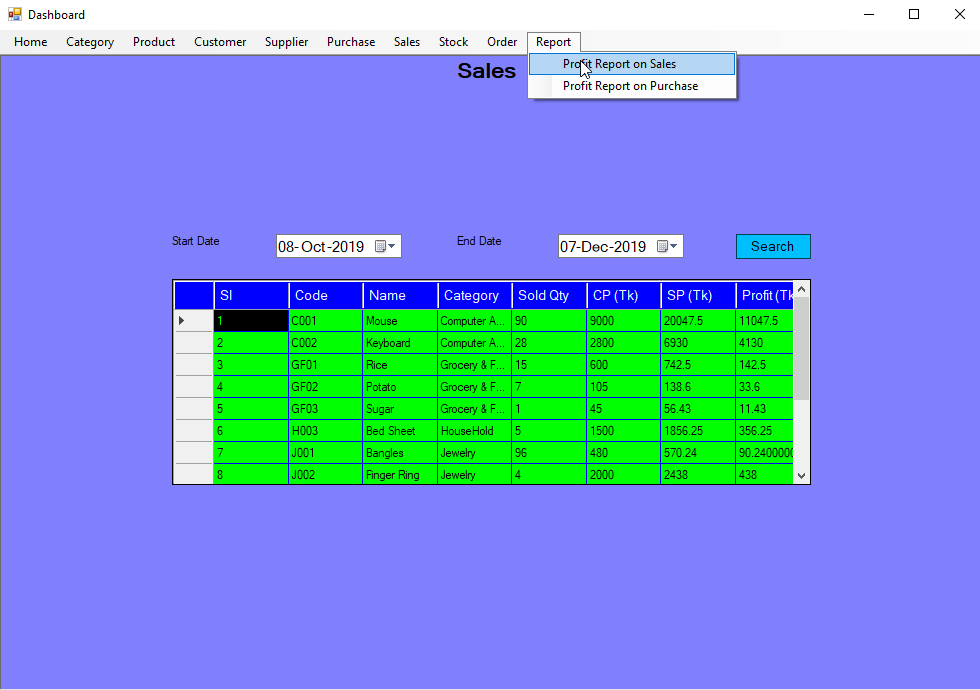 Dashboard
Home Category Product Customer Supplier Purchase Sales Stock Order Report
Profit Report on Sales
Profit Report on Purchase
Sales
Start Date 08-Oct-2019 End Date 07-Dec-2019 Search
Sl Code Name Category Sold Qty CP (Tk) SP (Tk) Profit (Tk
1 C001 Mouse Computer A... 90 9000 20047.5 11047.5
2 C002 Keyboard Computer A... 28 2800 6930 4130
3 GF01 Rice Grocery & F... 15 600 742.5 142.5
4 GF02 Potato Grocery & F... 7 105 138.6 33.6
5 GF03 Sugar Grocery & F... 1 45 56.43 11.43
6 H003 Bed Sheet HouseHold 5 1500 1856.25 356.25
7 J001 Bangles Jewelry 96 480 570.24 90.2400000
8 J002 Finger Ring Jewelry 4 2000 2438 438